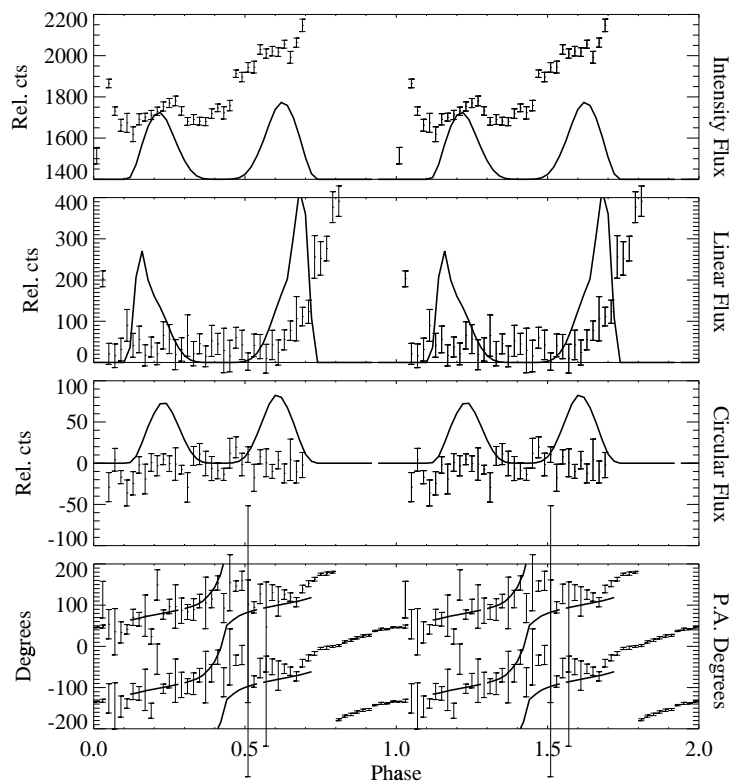 2200
2000
1800
1600
1400
Rel. cts
Intensity Flux
400
300
200
100
0
Rel. cts
Linear Flux
100
50
0
-50
-100
Rel. cts
Circular Flux
200
100
0
-100
-200
Degrees
P.A. Degrees
0.0 0.5 1.0 1.5 2.0
Phase